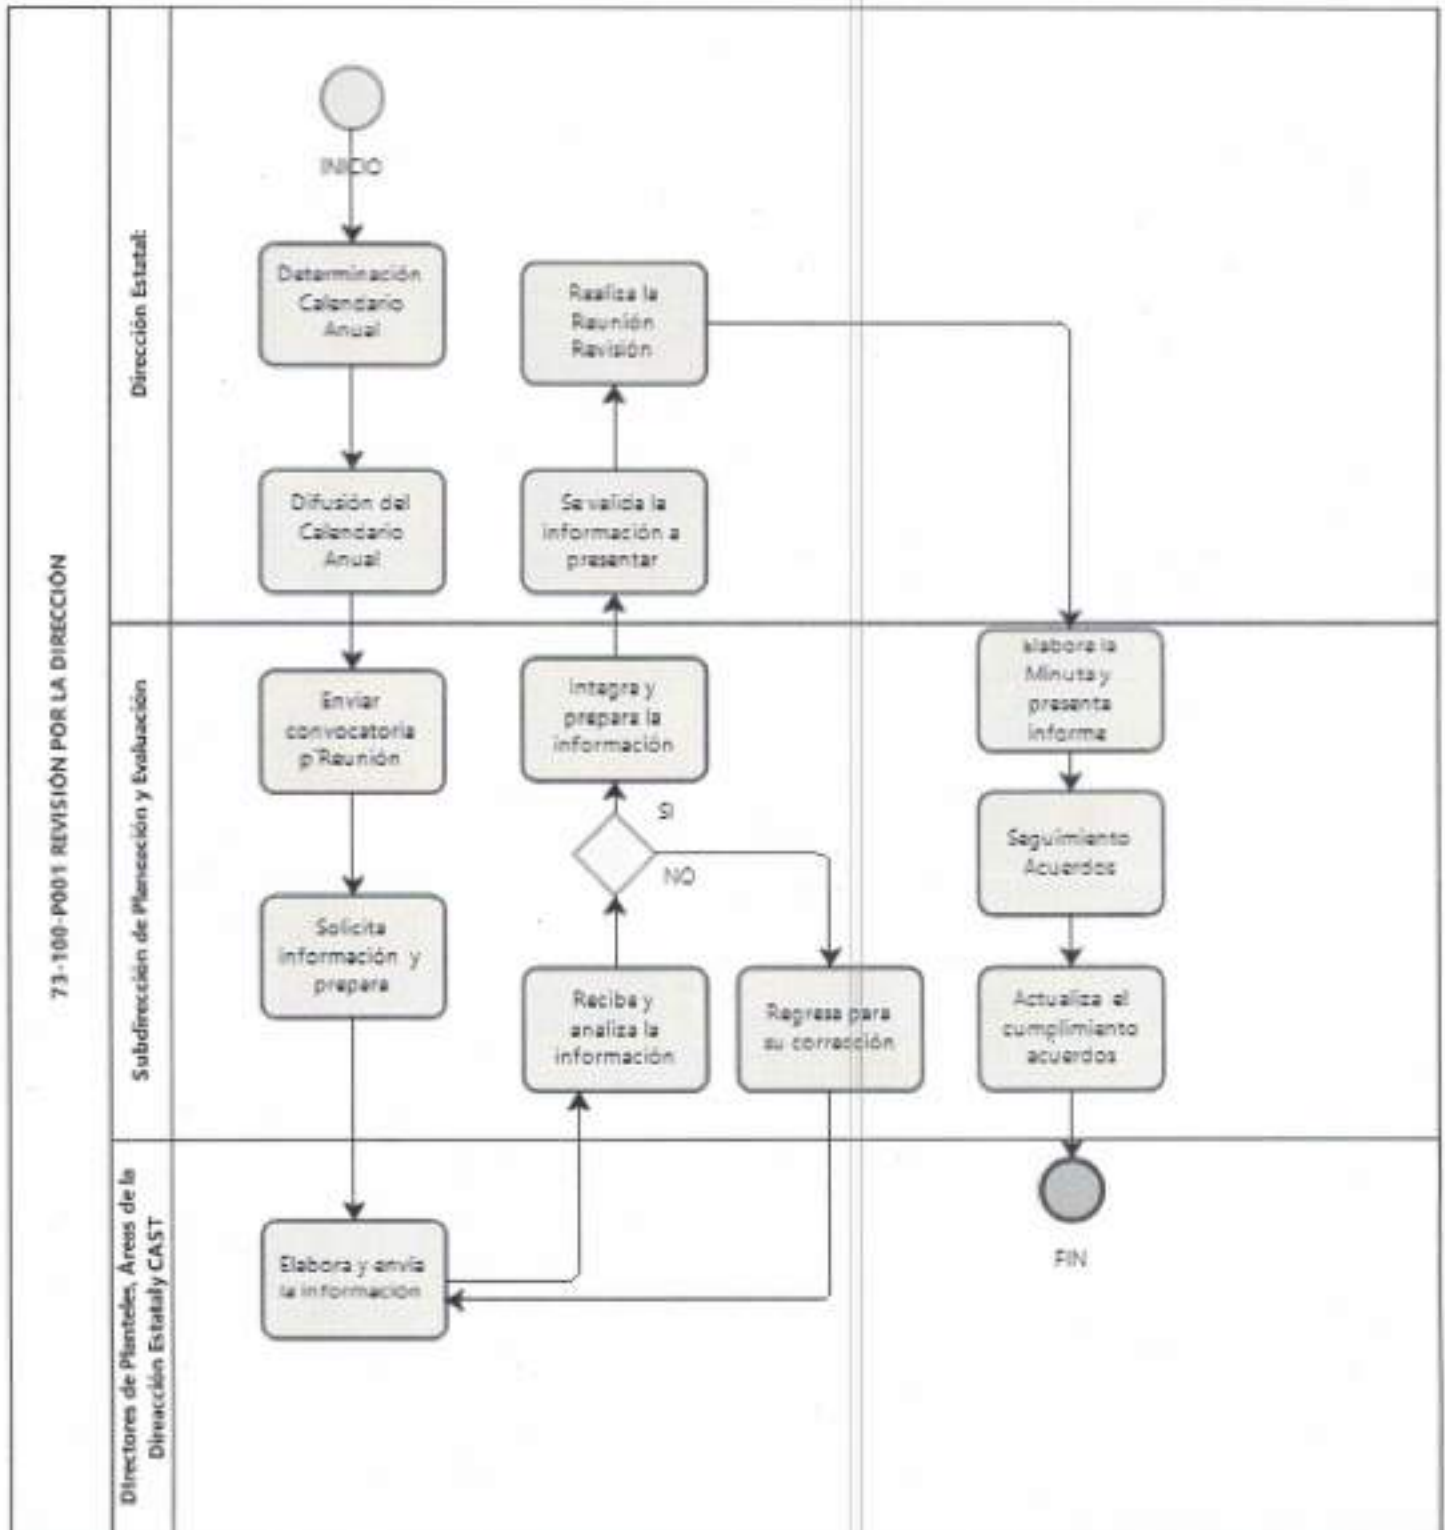 73-100-P001 REVISIÓN POR LA DIRECCIÓN
Dirección Estatal:
INICIO
Determinación
Calendario
Anual
Difusión del
Calendario
Anual
Realiza la
Reunión
Revisión
Se valida la
información a
presentar
Subdirección de Planeación y Evaluación
Enviar
convocatoria
p´Reunión
Solicita
información y
prepara
Integra y
prepara la
información
SI
NO
Recibe y
analiza la
información
Regresa para
su corrección
Elabora la
Minuta y
presenta
informe
Seguimiento
Acuerdos
Actualiza el
cumplimiento
acuerdos
Directores de Planteles, Áreas de la
Dirección Estatal y CAST
Elabora y envía
la información
FIN